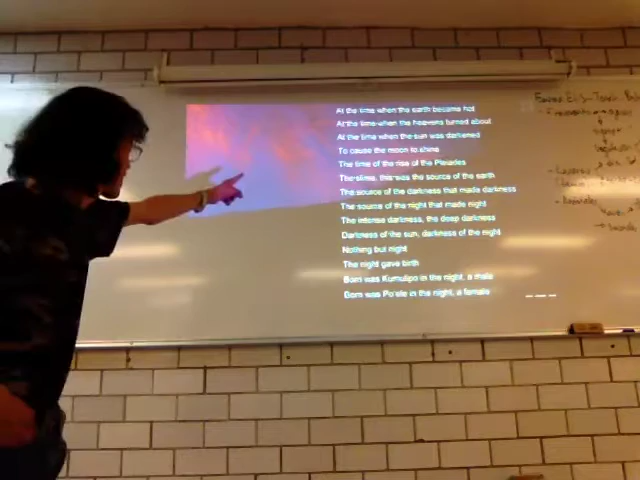 At the time when the earth became hot
At the time when the heavens turned about
At the time when the sun was darkened
To cause the moon to shine
The time of the rise of the Pleiades
The slime, this was the source of the earth
The source of the darkness that made darkness
The source of the night that made night
The intense darkness, the deep darkness
Darkness of the sun, darkness of the night
Nothing but night
The night gave birth
Born was Kumulipo in the night, a male
Born was Po'ele in the night, a female